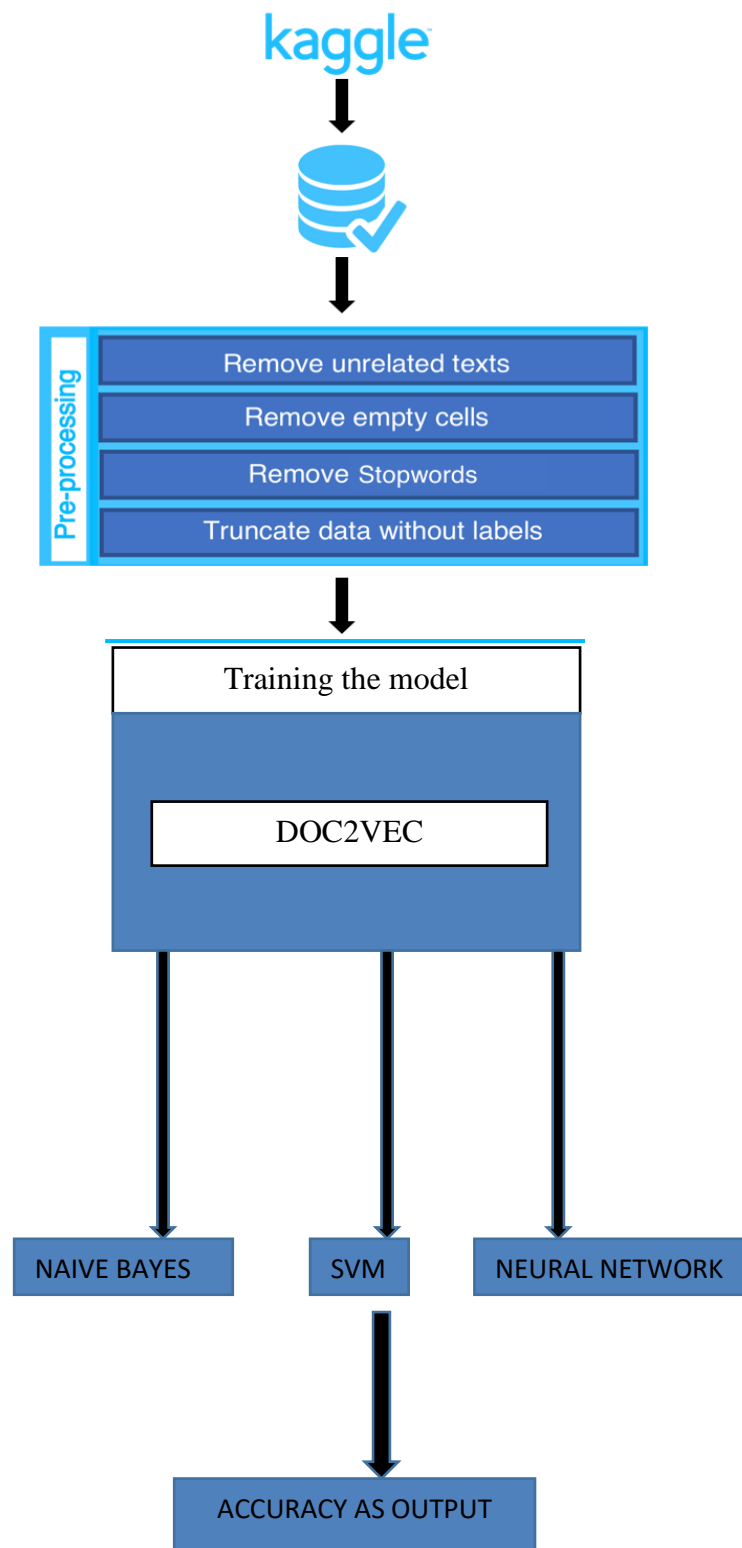 kaggle
Pre-processing
Remove unrelated texts
Remove empty cells
Remove Stopwords
Truncate data without labels
Training the model
DOC2VEC
NAIVE BAYES
SVM
NEURAL NETWORK
ACCURACY AS OUTPUT